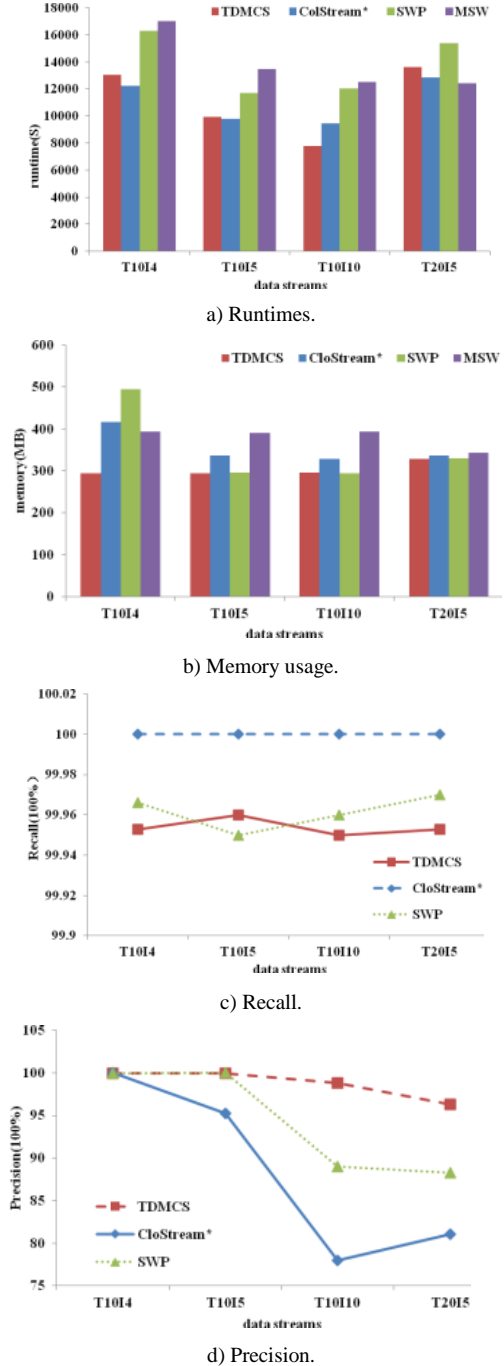 18000
16000
14000
12000
10000
8000
6000
4000
2000
0
runtime(S)
TDMCS ColStream* SWP MSW
T10I4 T10I5 T10I10 T20I5
data streams
a) Runtimes.
600
500
400
300
200
100
0
memory(MB)
TDMCS CloStream* SWP MSW
T10I4 T10I5 T10I10 T20I5
data streams
b) Memory usage.
100.02
100
99.98
99.96
99.94
99.92
99.9
Recall(100%)
TDMCS
CloStream*
SWP
T10I4 T10I5 T10I10 T20I5
data streams
c) Recall.
105
100
95
90
85
80
75
Precision(100%)
TDMCS
CloStream*
SWP
T10I4 T10I5 T10I10 T20I5
data streams
d) Precision.